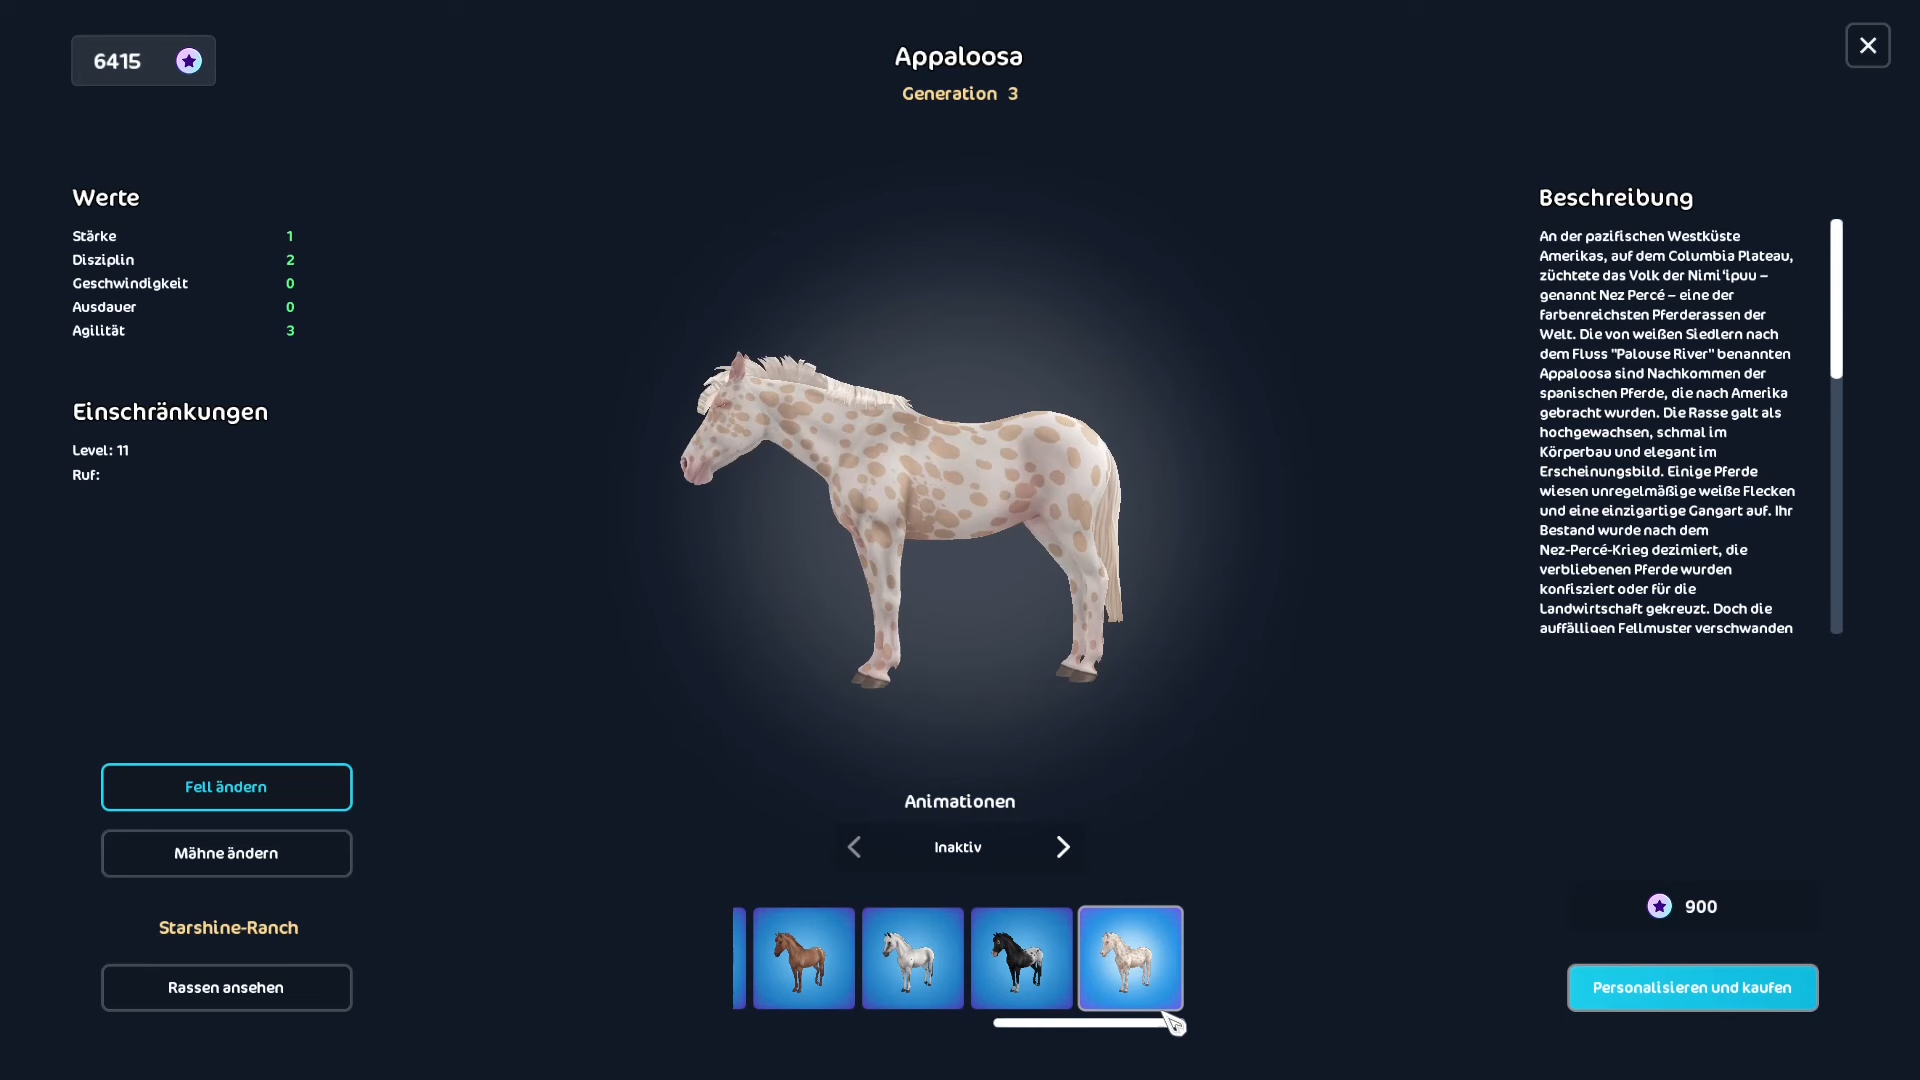 6415
Appaloosa
Generation 3
Werte
Stärke 1
Disziplin 2
Geschwindigkeit 0
Ausdauer 0
Agilität 3
Einschränkungen
Level: 11
Ruf:
Fell ändern
Mähne ändern
Starshine-Ranch
Rassen ansehen
Animationen
Inaktiv
Beschreibung
An der pazifischen Westküste
Amerikas, auf dem Columbia Plateau,
züchtete das Volk der Nimi'ipuu –
genannt Nez Percé – eine der
farbenreichsten Pferderassen der
Welt. Die von weißen Siedlern nach
dem Fluss "Palouse River" benannten
Appaloosa sind Nachkommen der
spanischen Pferde, die nach Amerika
gebracht wurden. Die Rasse galt als
hochgewachsen, schmal im
Körperbau und elegant im
Erscheinungsbild. Einige Pferde
wiesen unregelmäßige weiße Flecken
und eine einzigartige Gangart auf. Ihr
Bestand wurde nach dem
Nez-Percé-Krieg dezimiert, die
verbliebenen Pferde wurden
konfisziert oder für die
Landwirtschaft gekreuzt. Doch die
auffälligen Fellmuster verschwanden
900
Personalisieren und kaufen